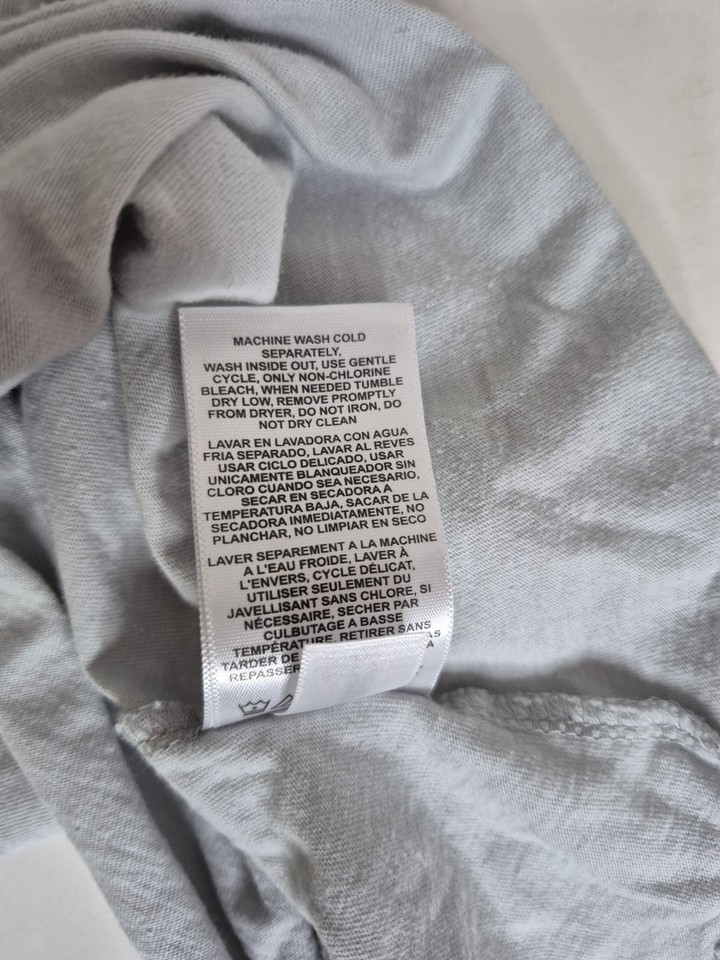 MACHINE WASH COLD
SEPARATELY,
WASH INSIDE OUT, USE GENTLE
CYCLE, ONLY NON-CHLORINE
BLEACH, WHEN NEEDED TUMBLE
DRY LOW, REMOVE PROMPTLY
FROM DRYER, DO NOT IRON, DO
NOT DRY CLEAN
LAVAR EN LAVADORA CON AGUA
FRIA SEPARADO, LAVAR AL REVES
USAR CICLO DELICADO, USAR
UNICAMENTE BLANQUEADOR SIN
CLORO CUANDO SEA NECESARIO,
SECAR EN SECADORA A
TEMPERATURA BAJA, SACAR DE LA
SECADORA INMEDIATAMENTE, NO
PLANCHAR, NO LIMPIAR EN SECO
LAVER SEPAREMENT A LA MACHINE
A L'EAU FROIDE, LAVER À
L'ENVERS, CYCLE DÉLICAT,
UTILISER SEULEMENT DU
JAVELLISANT SANS CHLORE, SI
NÉCESSAIRE, SECHER PAR
CULBUTAGE A BASSE
TEMPÉRATURE, RETIRER SANS
TARDER DE
REPASSER